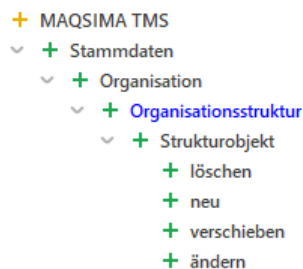 MAQSIMA TMS
Stammdaten
Organisation
Organisationsstruktur
Strukturobjekt
löschen
neu
verschieben
ändern